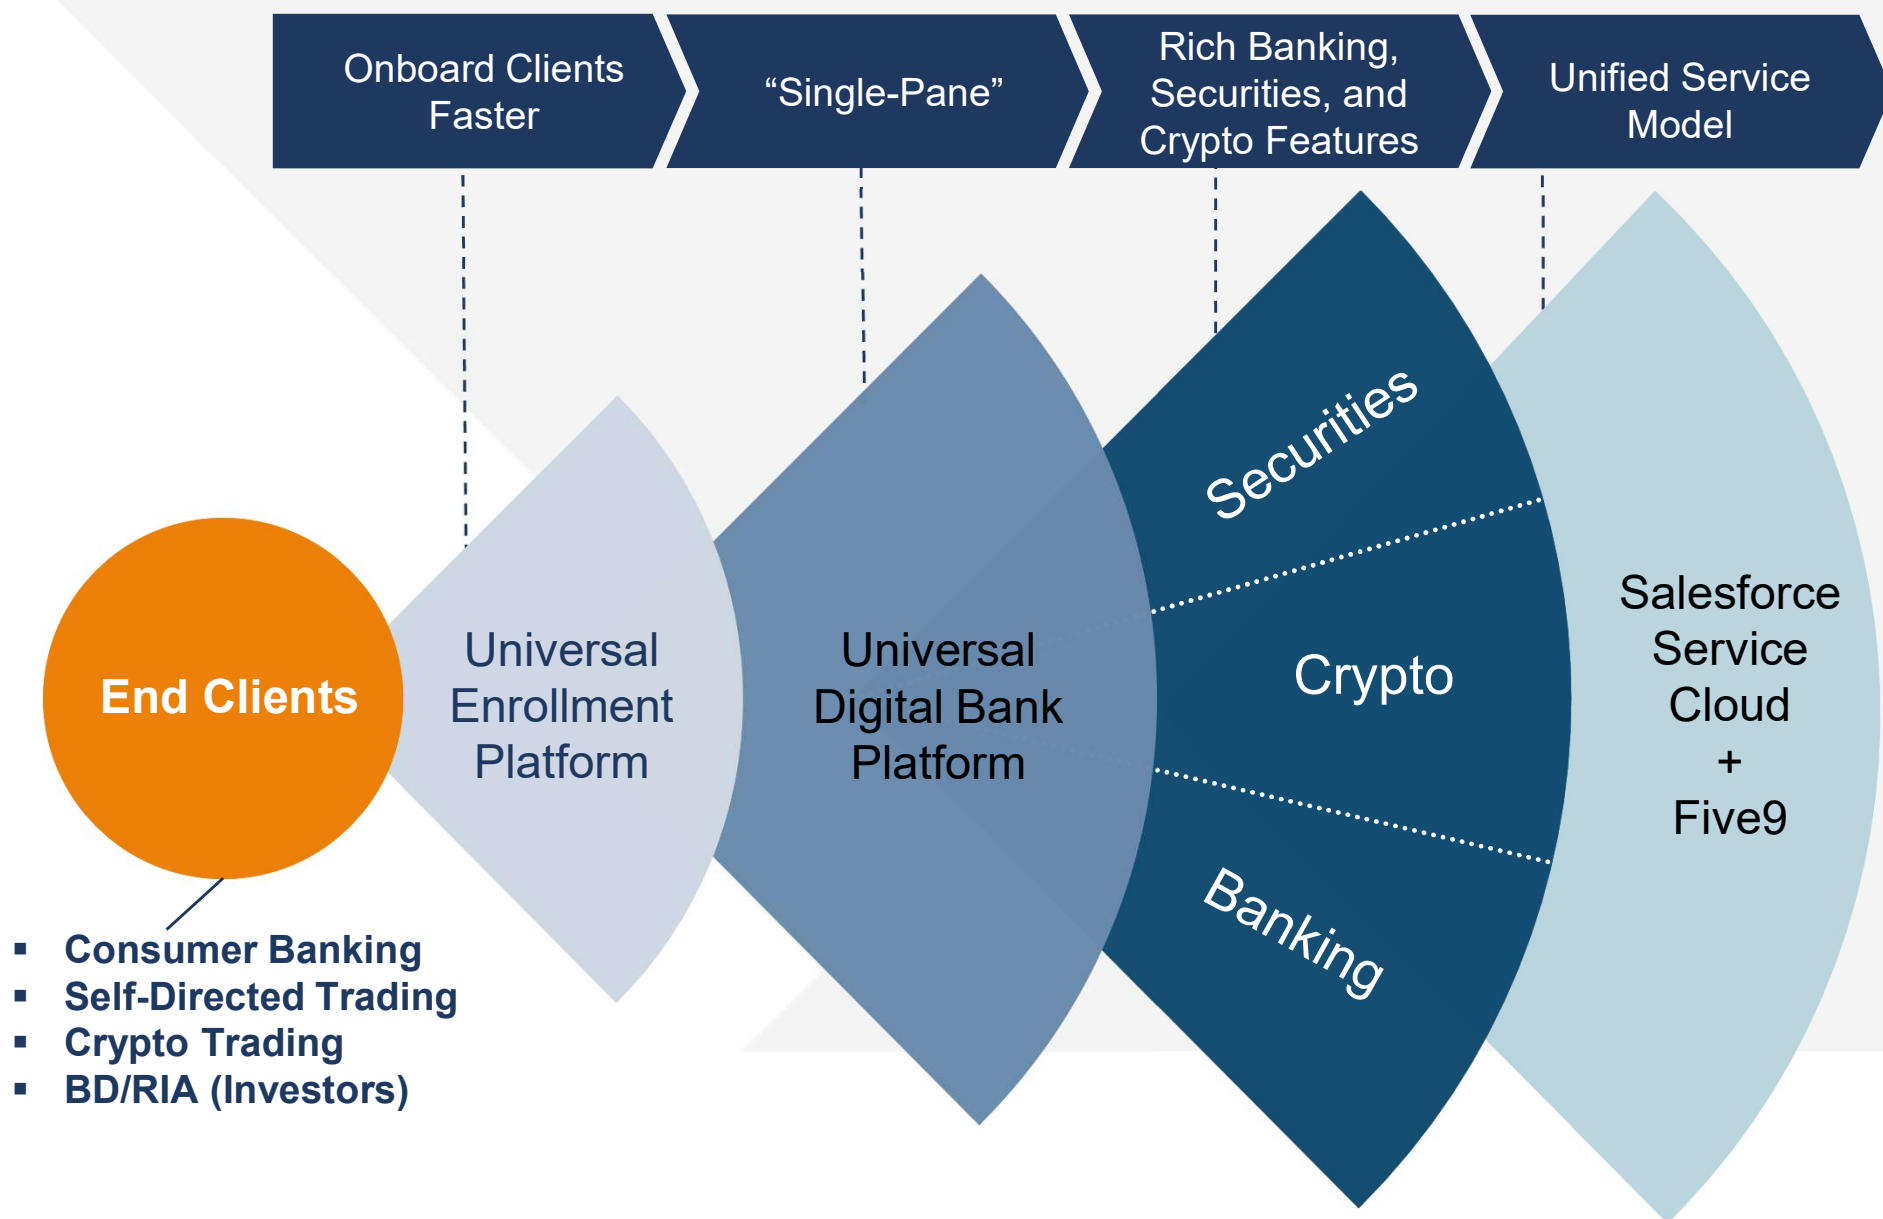 Onboard Clients
Faster
“Single-Pane”
Rich Banking,
Securities, and
Crypto Features
Unified Service
Model
End Clients
Universal
Enrollment
Platform
Universal
Digital Bank
Platform
Securities
Crypto
Banking
Salesforce
Service
Cloud
+
Five9
▪ Consumer Banking
▪ Self-Directed Trading
▪ Crypto Trading
▪ BD/RIA (Investors)